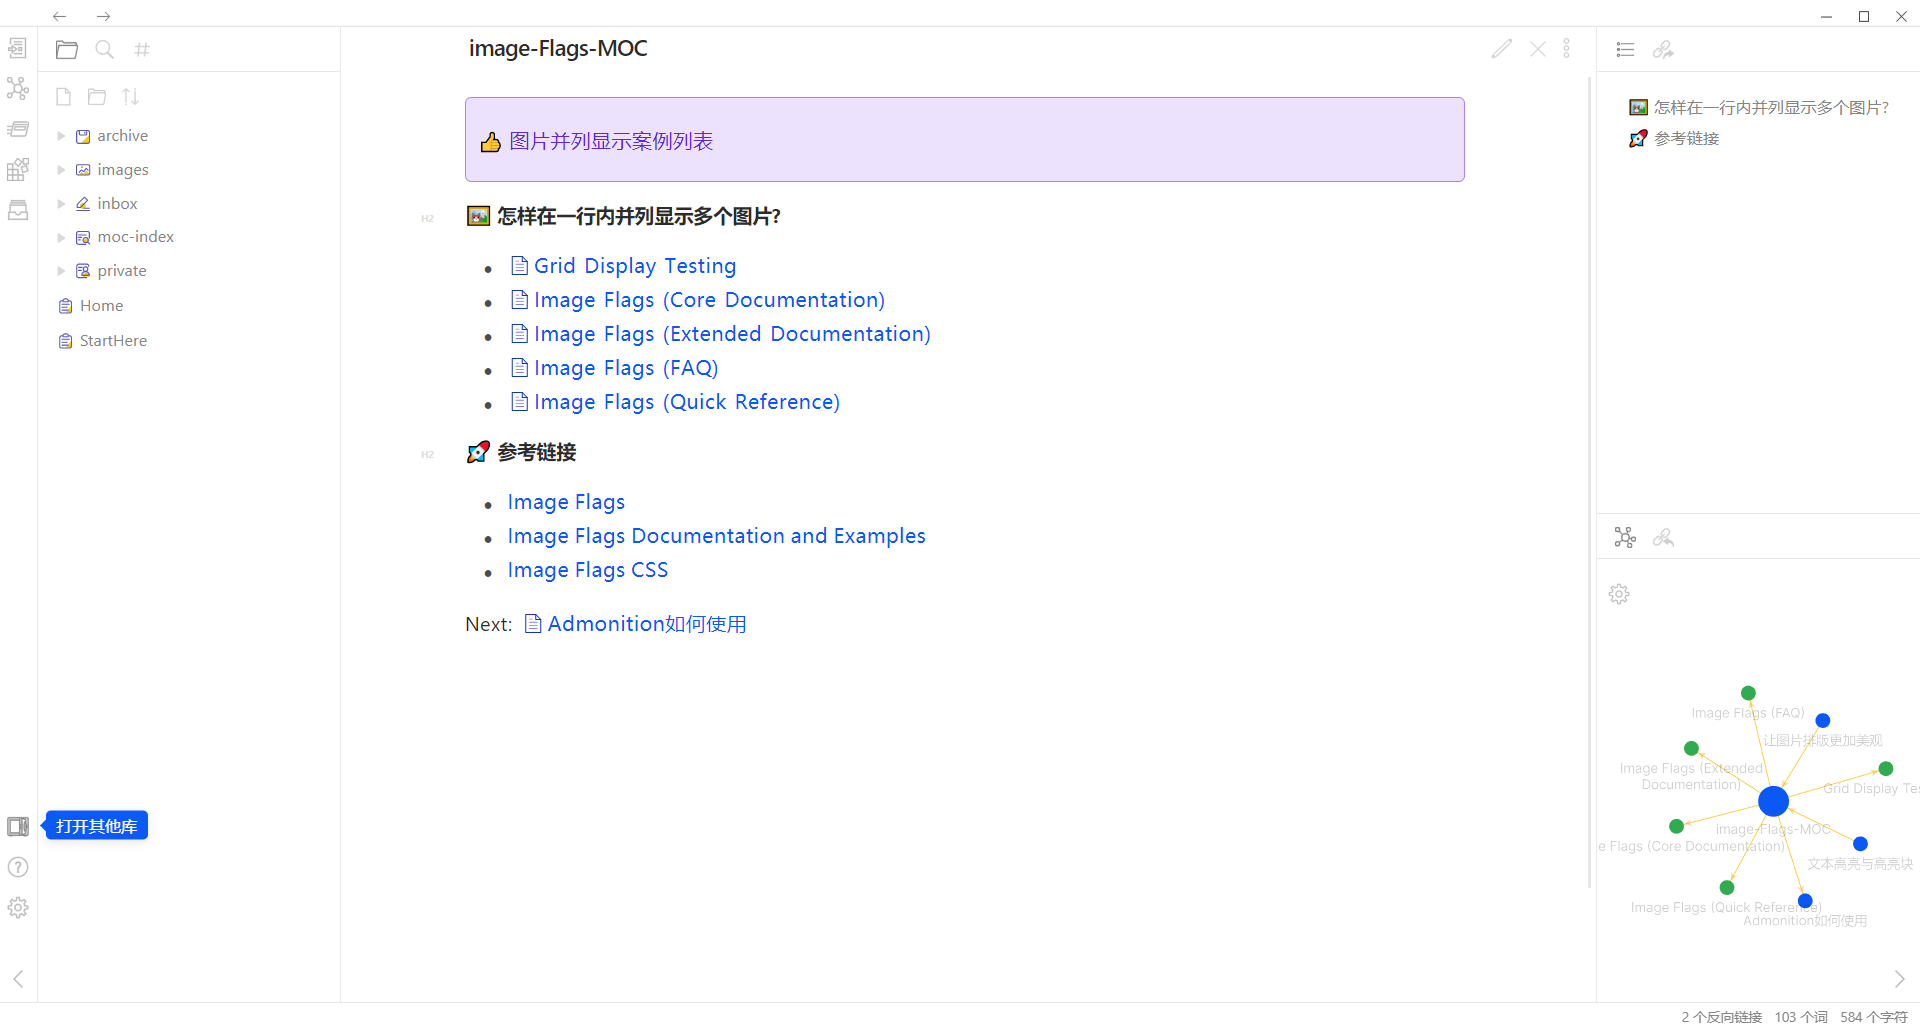 image-Flags-MOC
archive
images
inbox
moc-index
private
Home
StartHere
打开其他库
👍 图片并列显示案例列表
H2
🖼️ 怎样在一行内并列显示多个图片?
Grid Display Testing
Image Flags (Core Documentation)
Image Flags (Extended Documentation)
Image Flags (FAQ)
Image Flags (Quick Reference)
H2
🚀 参考链接
Image Flags
Image Flags Documentation and Examples
Image Flags CSS
Next: Admonition如何使用
🖼️ 怎样在一行内并列显示多个图片?
🚀 参考链接
Image Flags (FAQ)
让图片排版更加美观
Image Flags (Extended
Documentation)
Grid Display Tes
image-Flags-MOC
e Flags (Core Documentation)
文本高亮与高亮块
Image Flags (Quick Reference)
Admonition如何使用
2 个反向链接 103 个词 584 个字符